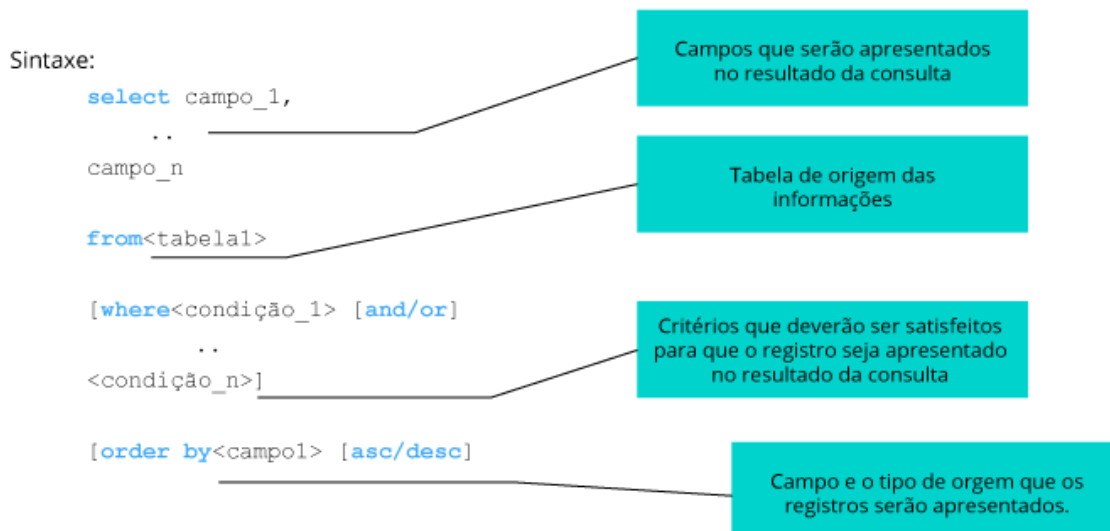 Sintaxe:
select campo_1,
..
campo_n
from<tabela1>
[where<condição_1> [and/or]
..
<condição_n>]
[order by<campo1> [asc/desc]
Campos que serão apresentados
no resultado da consulta
Tabela de origem das
informações
Critérios que deverão ser satisfeitos
para que o registro seja apresentado
no resultado da consulta
Campo e o tipo de orgem que os
registros serão apresentados.